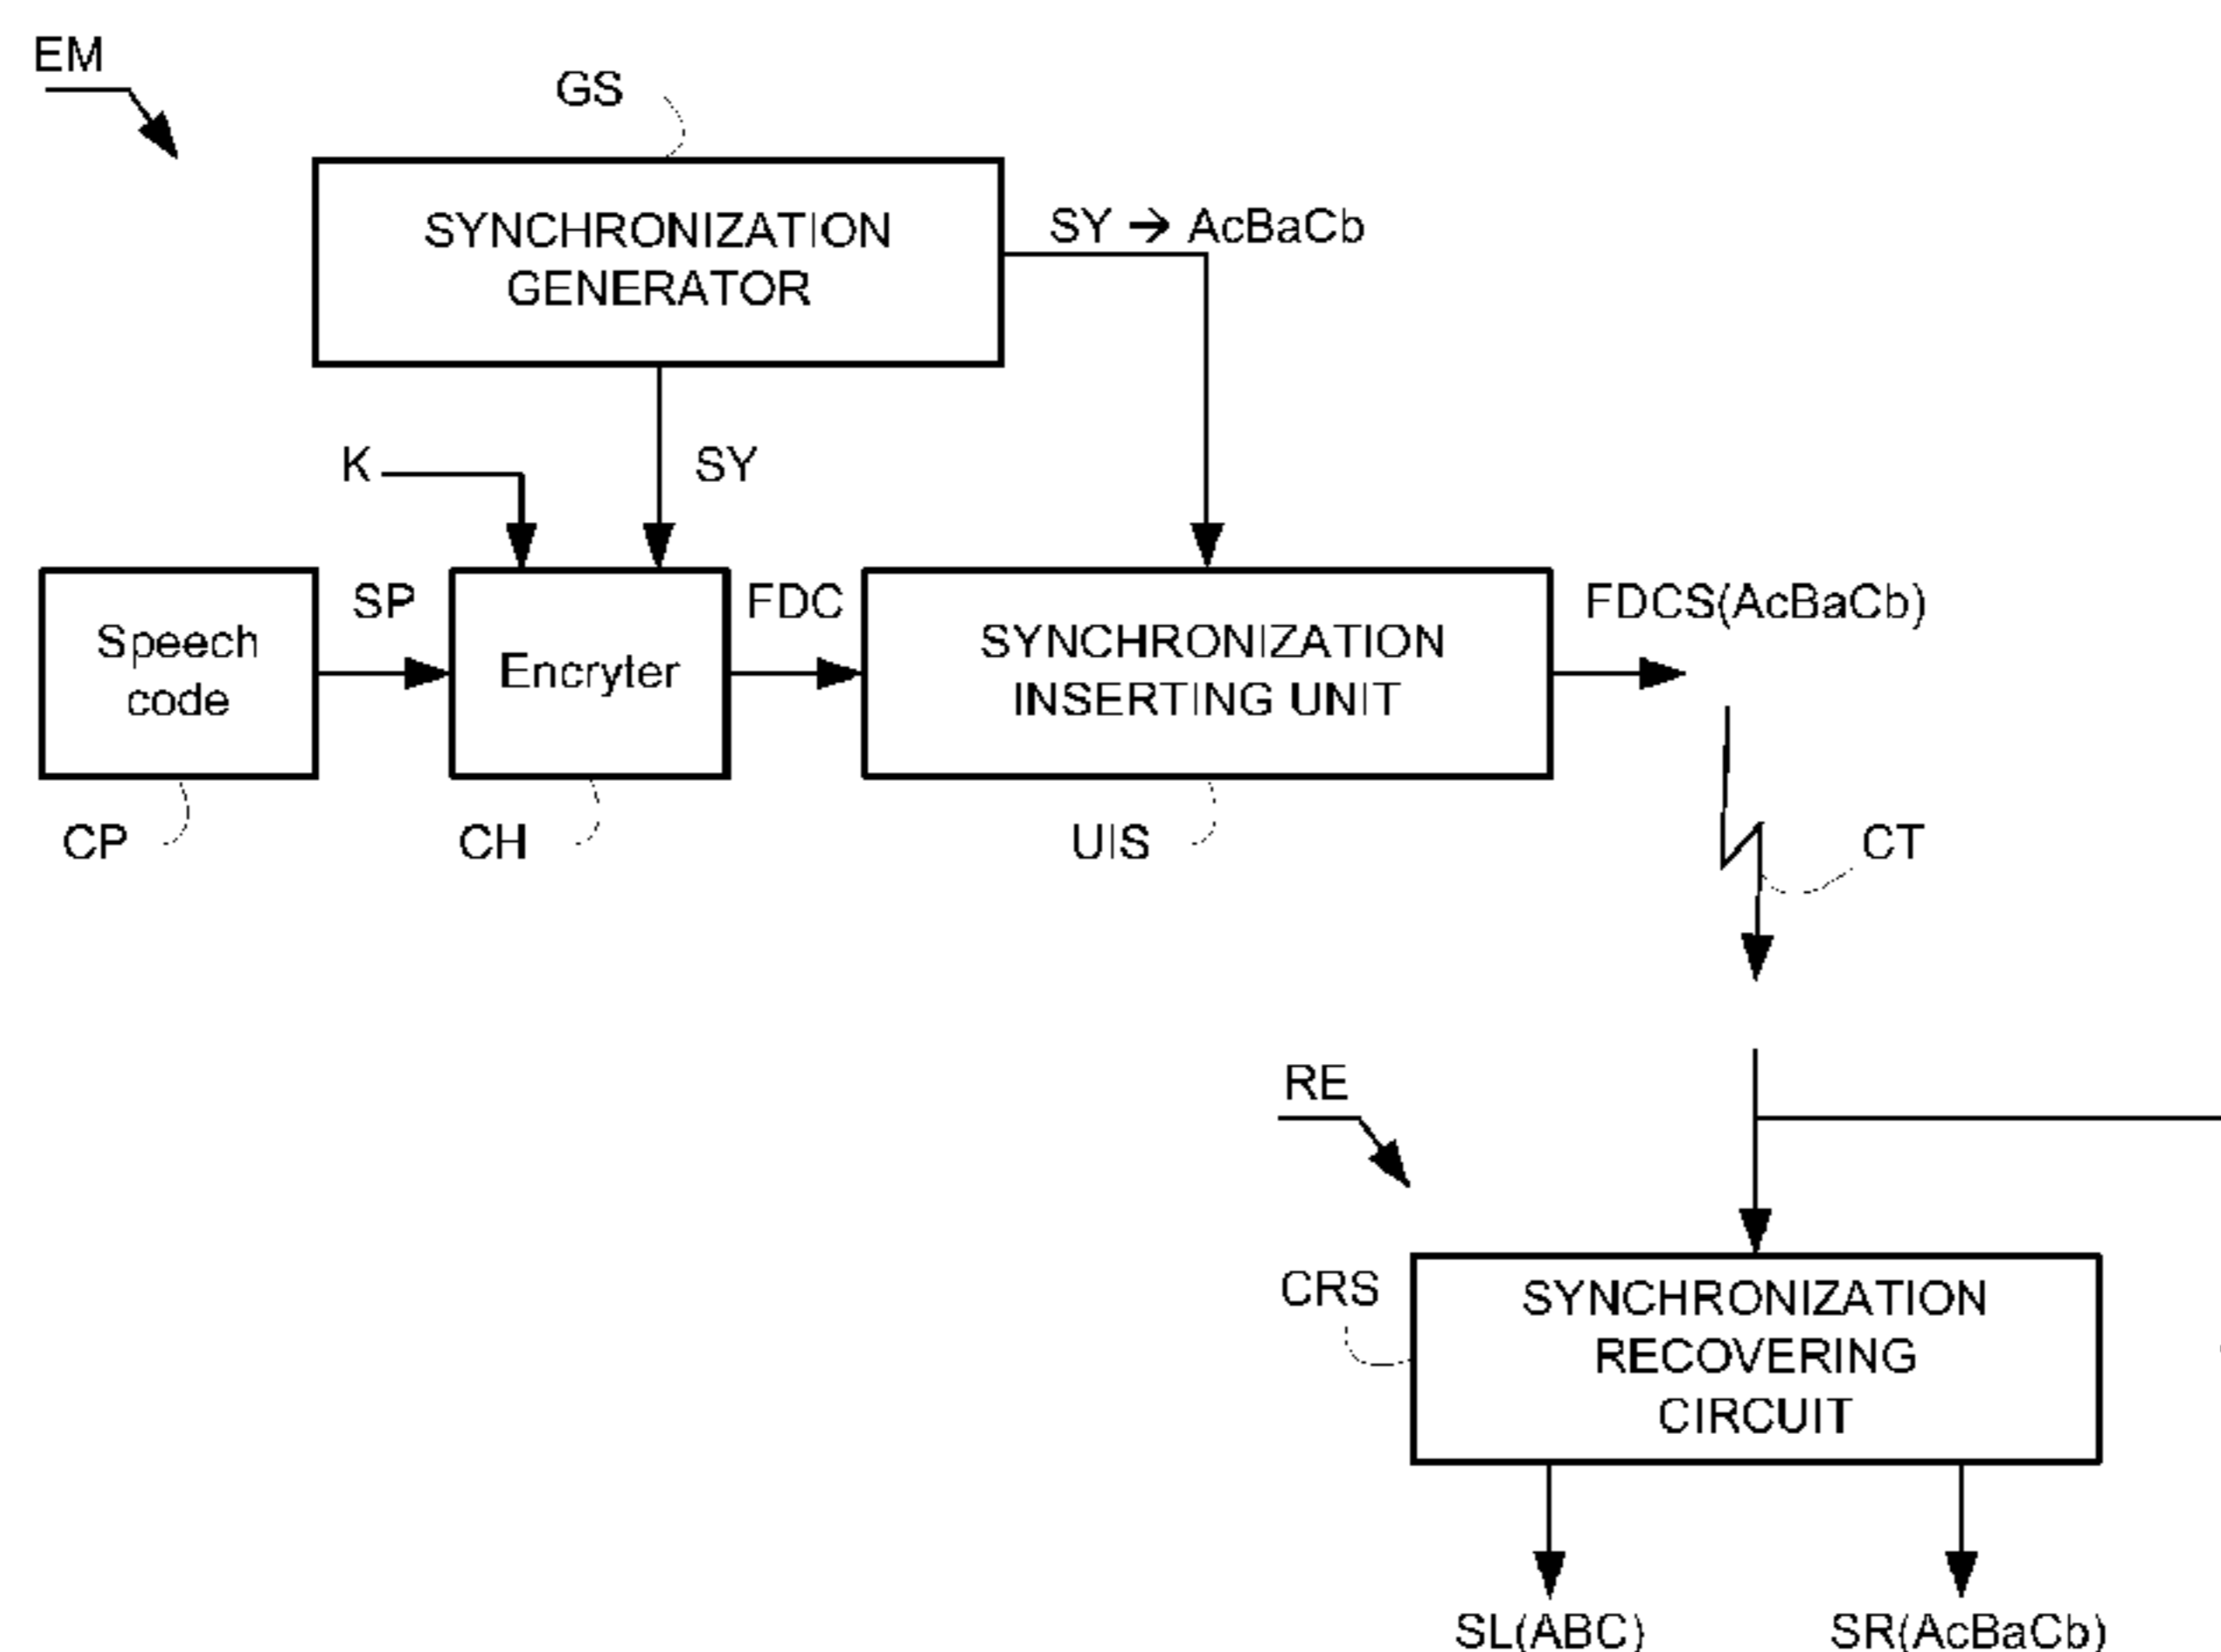 EM
GS
SYNCHRONIZATION
GENERATOR
SY → AcBaCb
K
SY
Speech
code
SP
Encryter
FDC
SYNCHRONIZATION
INSERTING UNIT
FDCS(AcBaCb)
CP
CH
UIS
CT
RE
CRS
SYNCHRONIZATION
RECOVERING
CIRCUIT
SL(ABC)
SR(AcBaCb)